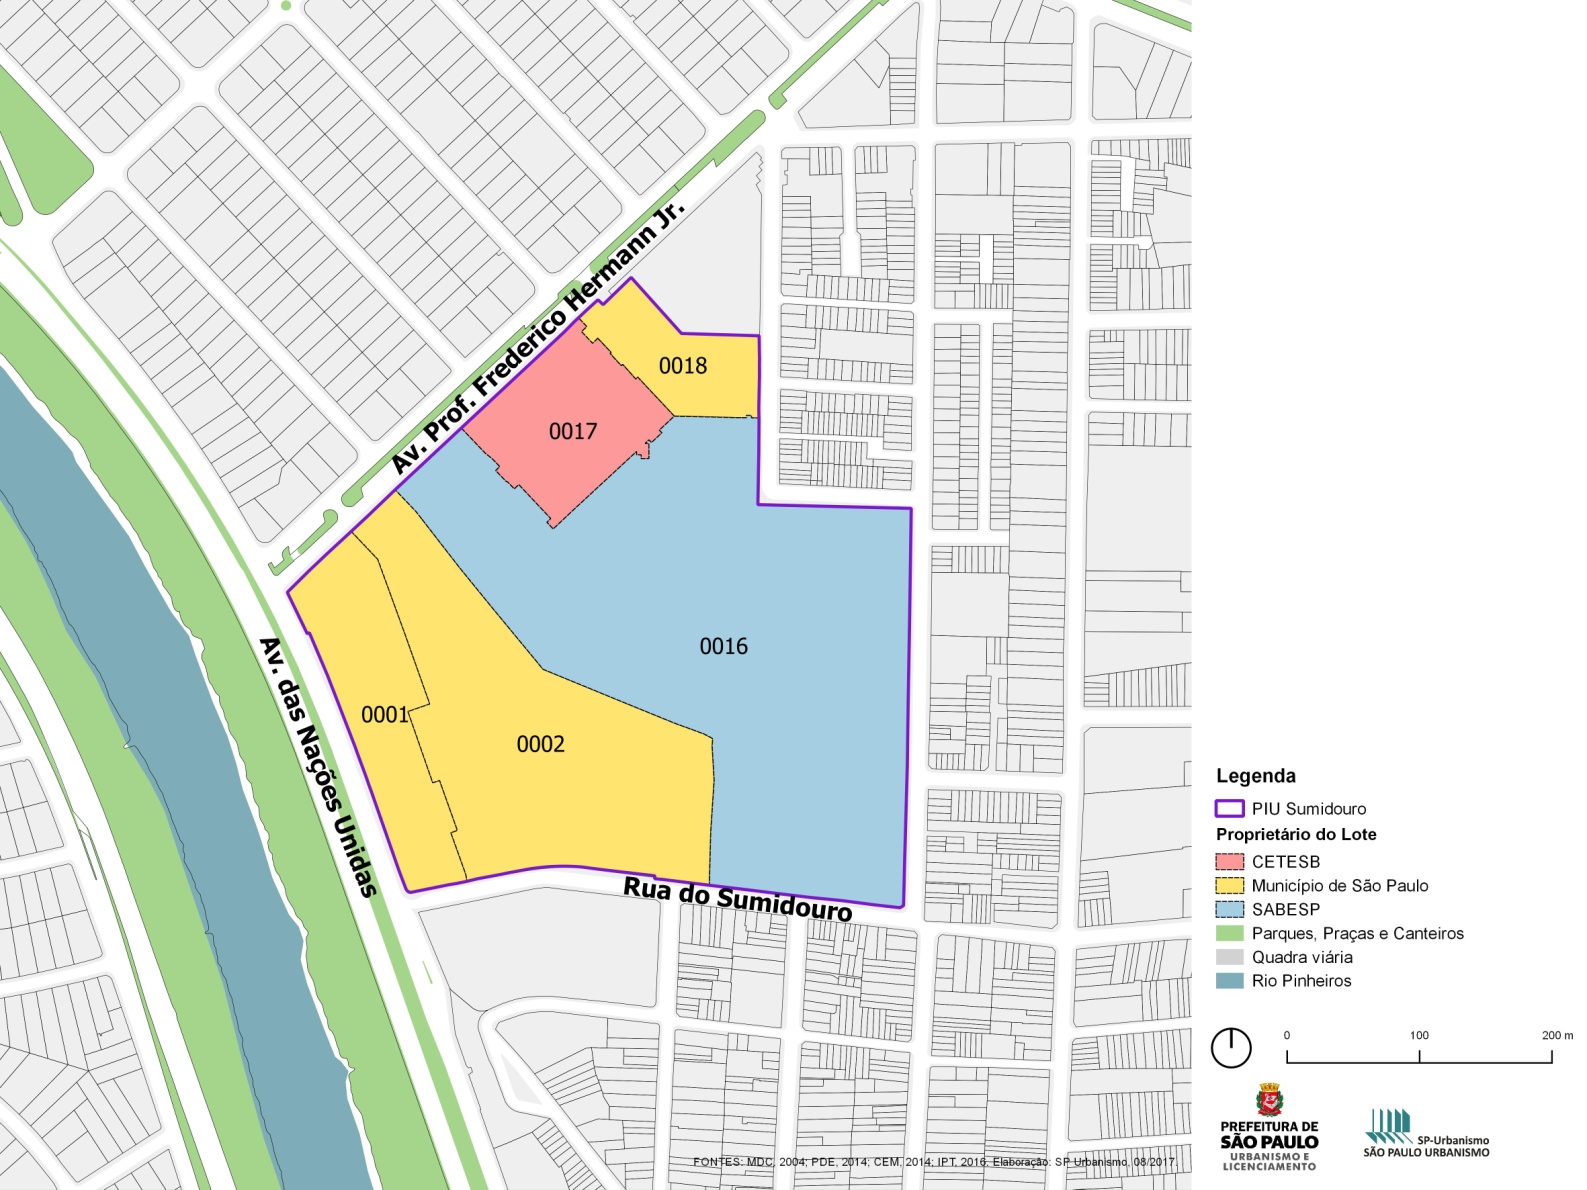 Av. Prof. Frederico Hermann Jr.
0018
0017
0016
0001
0002
Av. das Nações Unidas
Rua do Sumidouro
Legenda
PIU Sumidouro
Proprietário do Lote
CETESB
Município de São Paulo
SABESP
Parques, Praças e Canteiros
Quadra viária
Rio Pinheiros
0 100 200 m
PREFEITURA DE
SÃO PAULO
URBANISMO E
LICENCIAMENTO
SP-Urbanismo
SÃO PAULO URBANISMO
FONTES: MDC, 2004; PDE, 2014; CEM, 2014; IPT, 2016. Elaboração: SP Urbanismo, 08/2017.